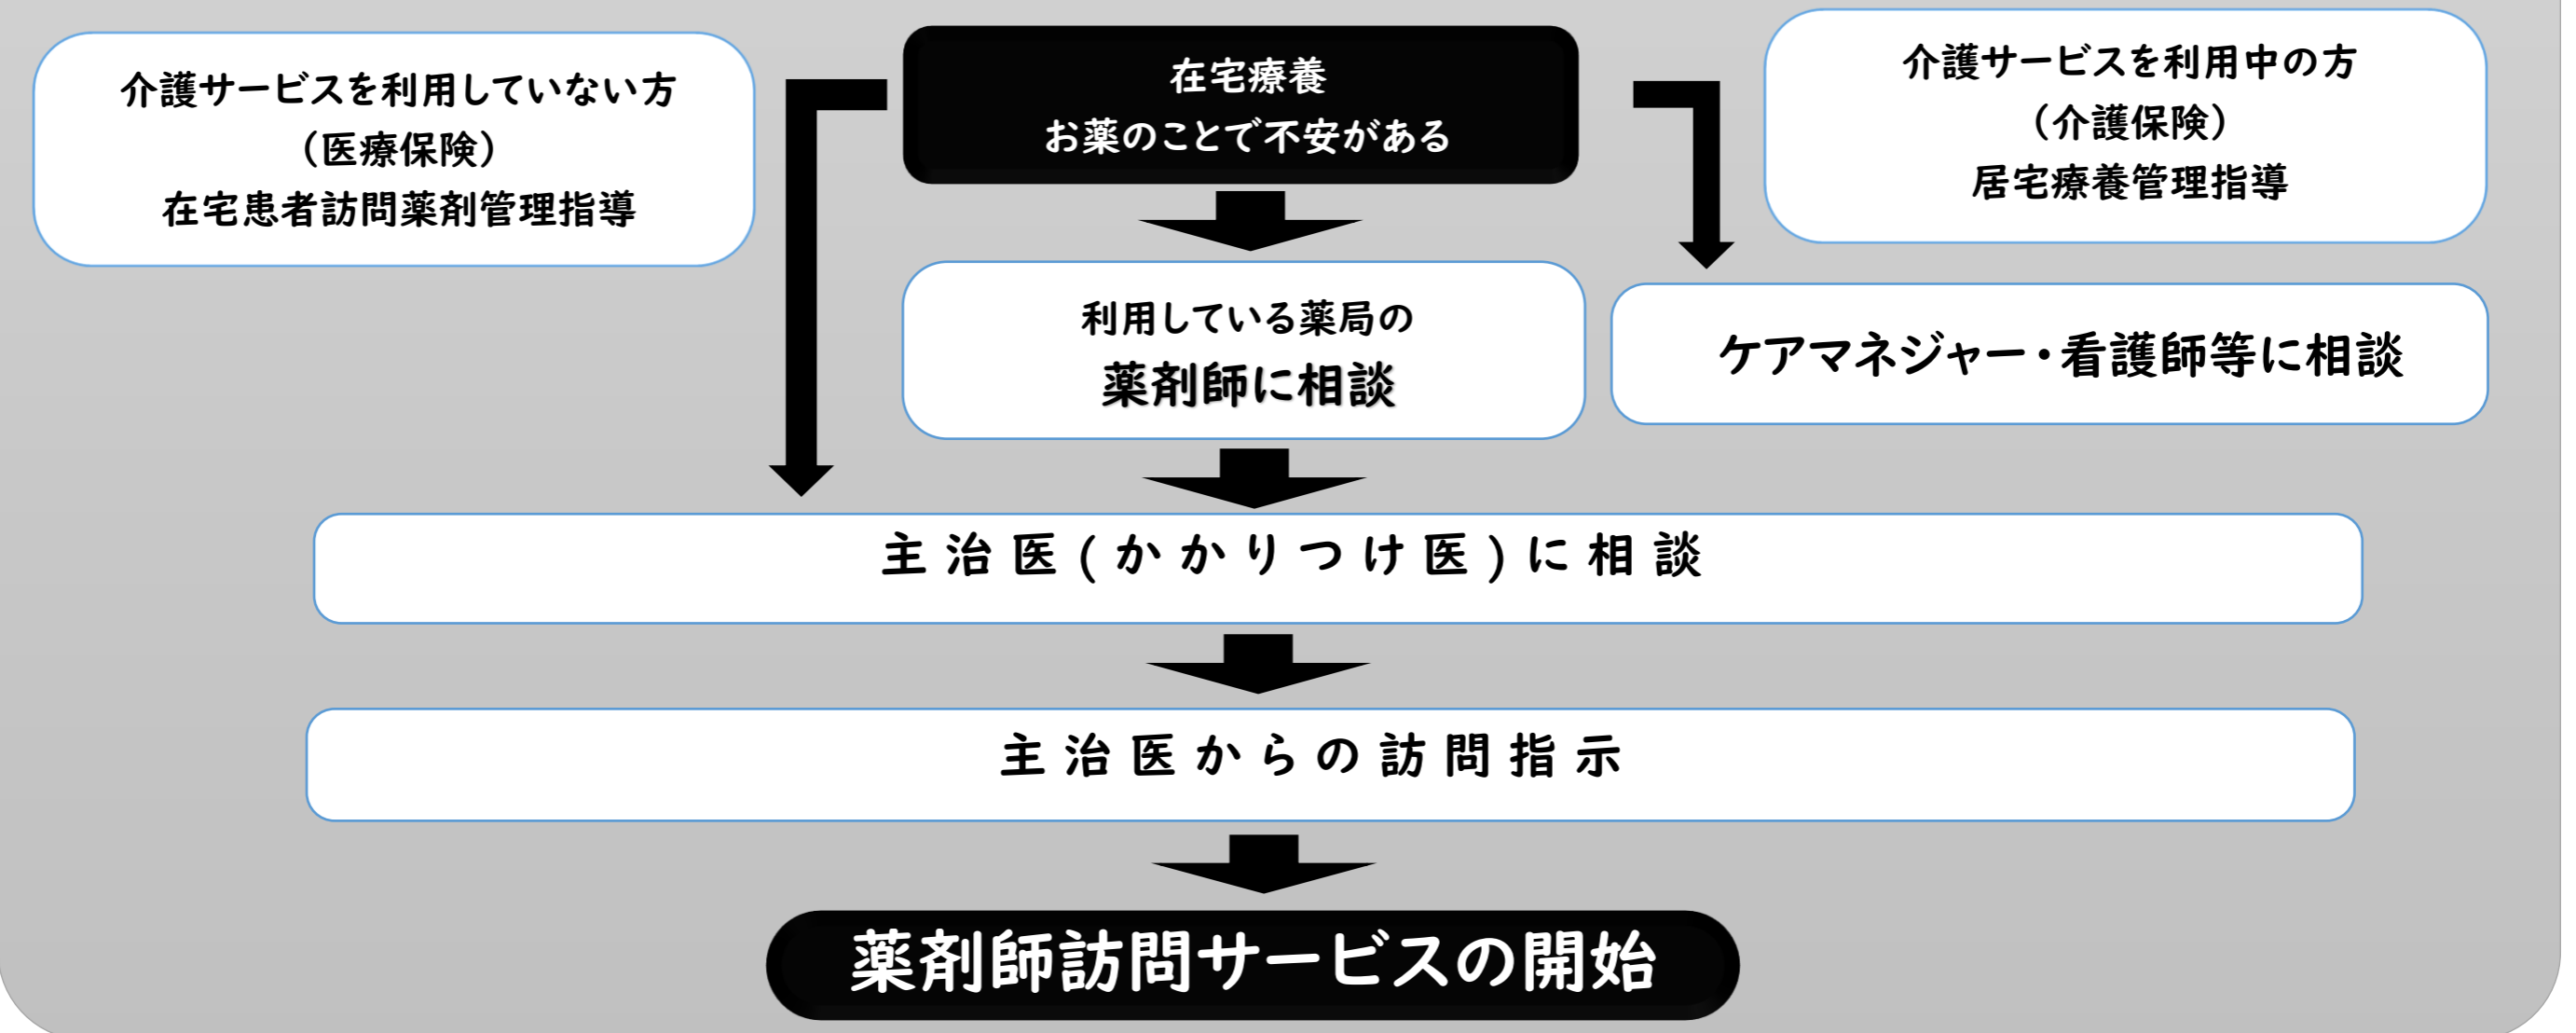 介護サービスを利用していない方
（医療保険）
在宅患者訪問薬剤管理指導
在宅療養
お薬のことで不安がある
介護サービスを利用中の方
（介護保険）
居宅療養管理指導
利用している薬局の
薬剤師に相談
ケアマネジャー・看護師等に相談
主治医(かかりつけ医)に相談
主治医からの訪問指示
薬剤師訪問サービスの開始